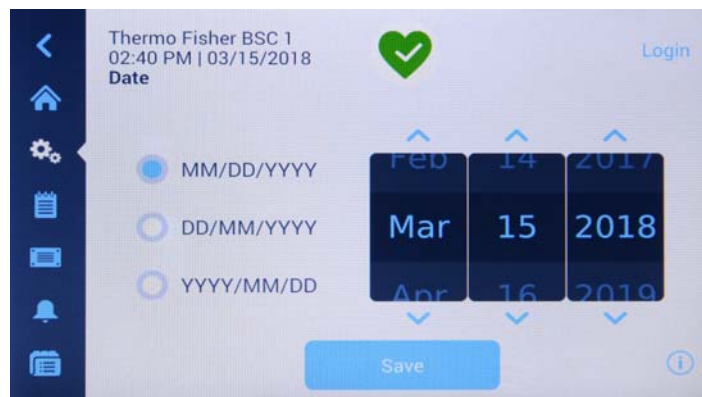 Thermo Fisher BSC 1
02:40 PM | 03/15/2018
Date
Login
MM/DD/YYYY
DD/MM/YYYY
YYYY/MM/DD
Feb 14 2017
Mar 15 2018
Apr 16 2019
Save